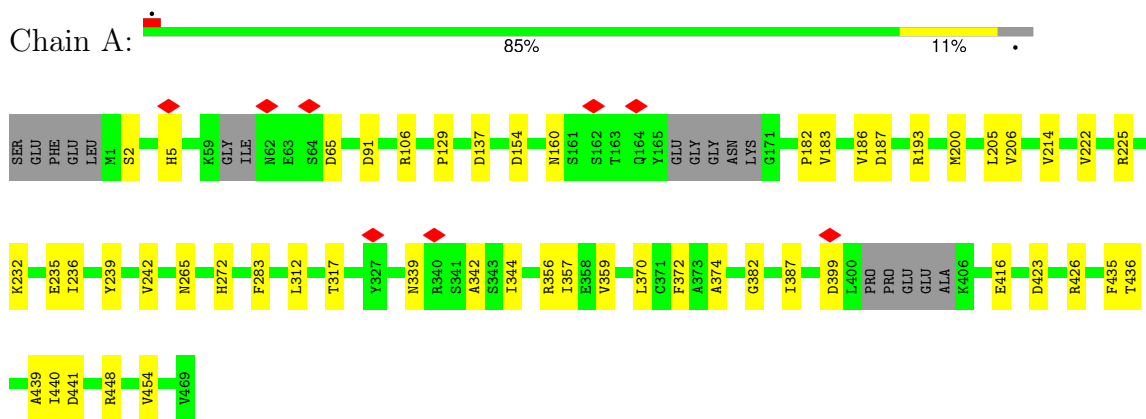 Chain A:
85% 11%
SER GLU PHE GLU LEU M1 S2 H5 K59 GLY ILE N62 E63 S64 D65 D91 R106 P129 D137 D154 N160 S161 S162 T163 Q164 Y165 GLU GLY GLY ASN LYS G171 P182 V183 V186 D187 R193 M200 L205 V206 V214 V222 R225
K232 E235 I236 Y239 V242 N265 H272 F283 L312 T317 Y327 N339 R340 S341 A342 S343 I344 R356 I357 E358 V359 L370 C371 F372 A373 A374 G382 I387 D399 L400 PRO PRO GLU GLU ALA K406 E416 D423 R426 F435 T436
A439 I440 D441 R448 V454 V469